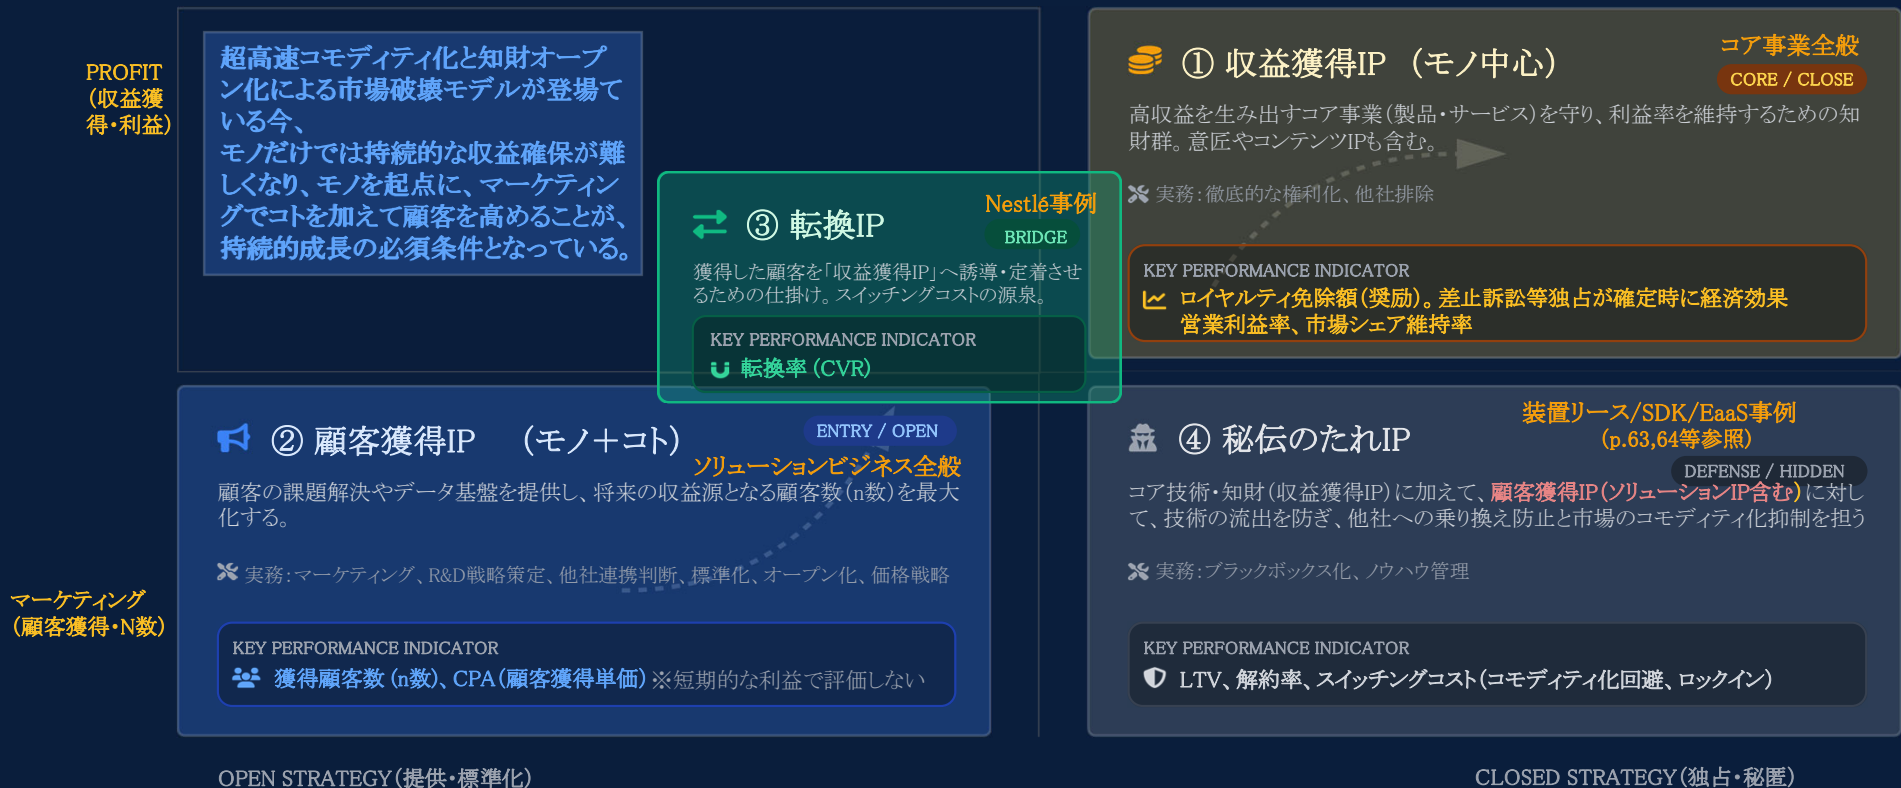 PROFIT
（収益獲
得・利益）
超高速コモディティ化と知財オープ
ン化による市場破壊モデルが登場て
いる今、
モノだけでは持続的な収益確保が難
しくなり、モノを起点に、マーケティン
グでコトを加えて顧客を高めることが、
持続的成長の必須条件となっている。
① 収益獲得IP （モノ中心）
コア事業全般
CORE / CLOSE
高収益を生み出すコア事業（製品・サービス）を守り、利益率を維持するための知
財群。意匠やコンテンツIPも含む。
実務：徹底的な権利化、他社排除
KEY PERFORMANCE INDICATOR
ロイヤルティ免除額（奨励）。差止訴訟等独占が確定時に経済効果
営業利益率、市場シェア維持率
③ 転換IP
Nestlé事例
BRIDGE
獲得した顧客を「収益獲得IP」へ誘導・定着させ
るための仕掛け。スイッチングコストの源泉。
KEY PERFORMANCE INDICATOR
転換率 (CVR)
マーケティング
（顧客獲得・N数）
② 顧客獲得IP （モノ＋コト）
ENTRY / OPEN
ソリューションビジネス全般
顧客の課題解決やデータ基盤を提供し、将来の収益源となる顧客数（n数）を最大
化する。
実務：マーケティング、R&D戦略策定、他社連携判断、標準化、オープン化、価格戦略
KEY PERFORMANCE INDICATOR
獲得顧客数 (n数)、CPA（顧客獲得単価）※短期的な利益で評価しない
④ 秘伝のたれIP
装置リース/SDK/EaaS事例
（p.63,64等参照）
DEFENSE / HIDDEN
コア技術・知財（収益獲得IP）に加えて、顧客獲得IP（ソリューションIP含む）に対し
て、技術の流出を防ぎ、他社への乗り換え防止と市場のコモディティ化抑制を担う
実務：ブラックボックス化、ノウハウ管理
KEY PERFORMANCE INDICATOR
LTV、解約率、スイッチングコスト（コモディティ化回避、ロックイン）
OPEN STRATEGY（提供・標準化）
CLOSED STRATEGY（独占・秘匿）